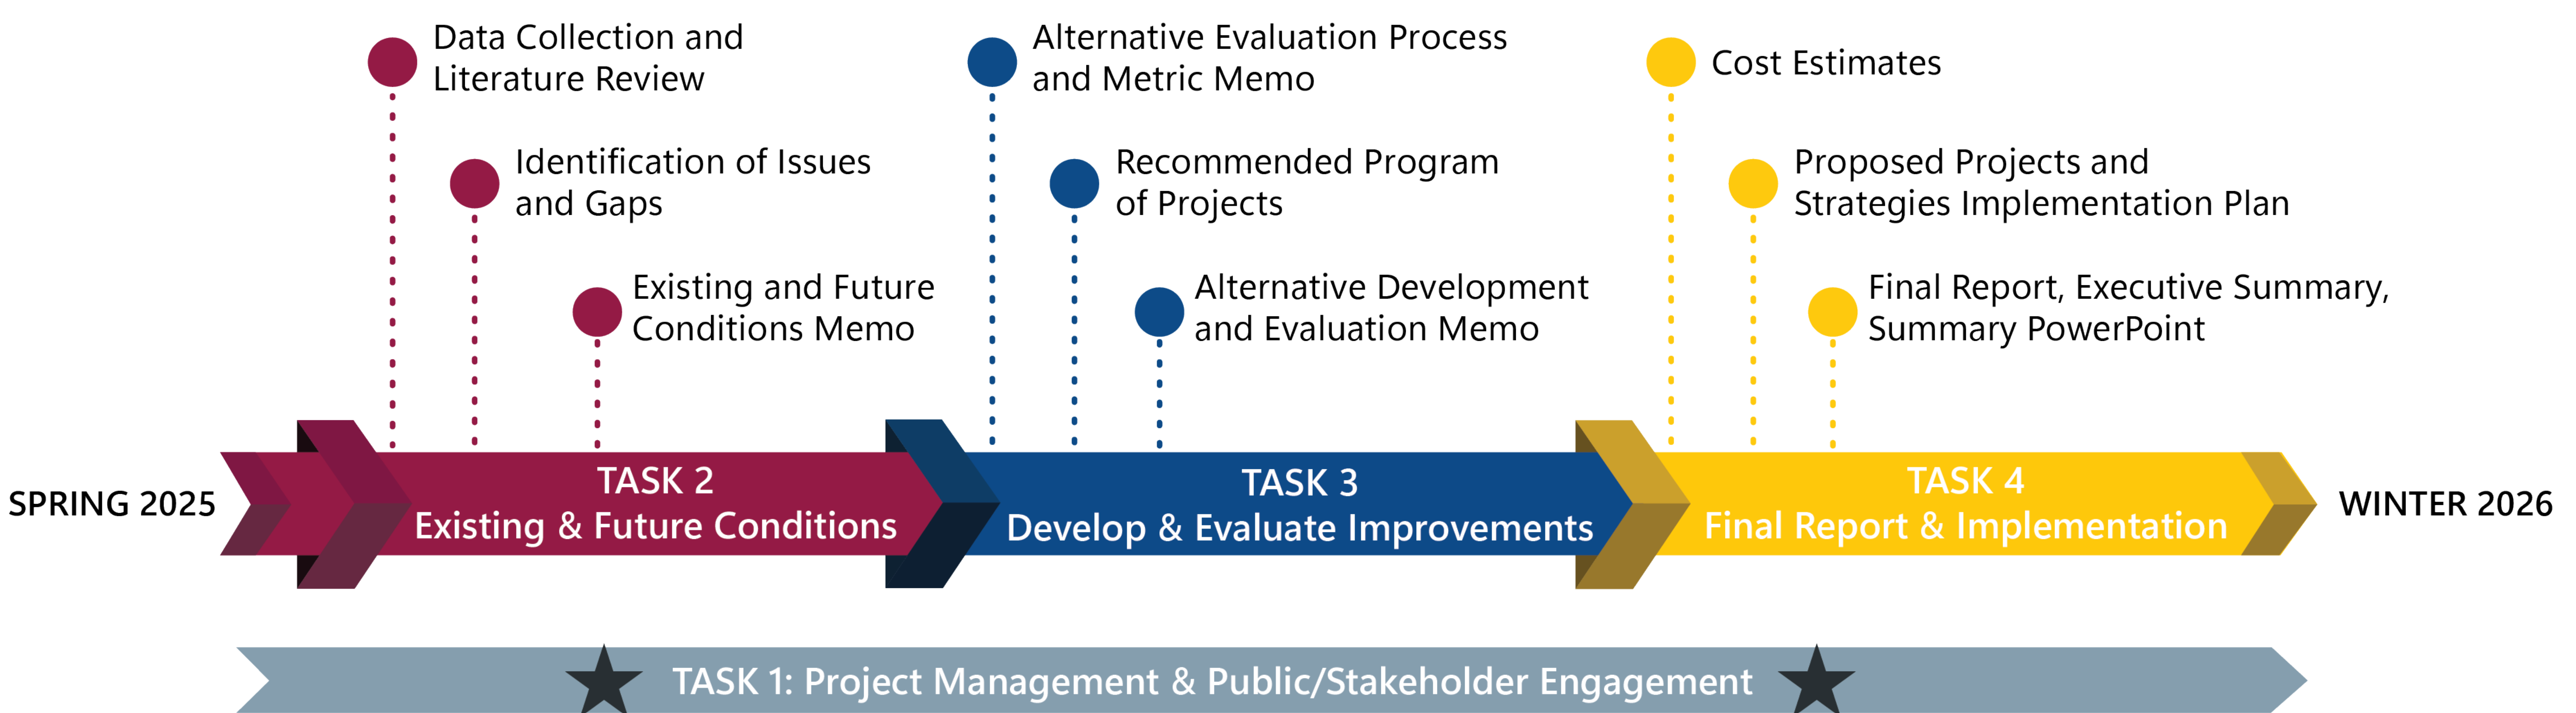 Data Collection and
Literature Review
Identification of Issues
and Gaps
Existing and Future
Conditions Memo
Alternative Evaluation Process
and Metric Memo
Recommended Program
of Projects
Alternative Development
and Evaluation Memo
Cost Estimates
Proposed Projects and
Strategies Implementation Plan
Final Report, Executive Summary,
Summary PowerPoint
SPRING 2025
TASK 2
Existing & Future Conditions
TASK 3
Develop & Evaluate Improvements
TASK 4
Final Report & Implementation
WINTER 2026
TASK 1: Project Management & Public/Stakeholder Engagement